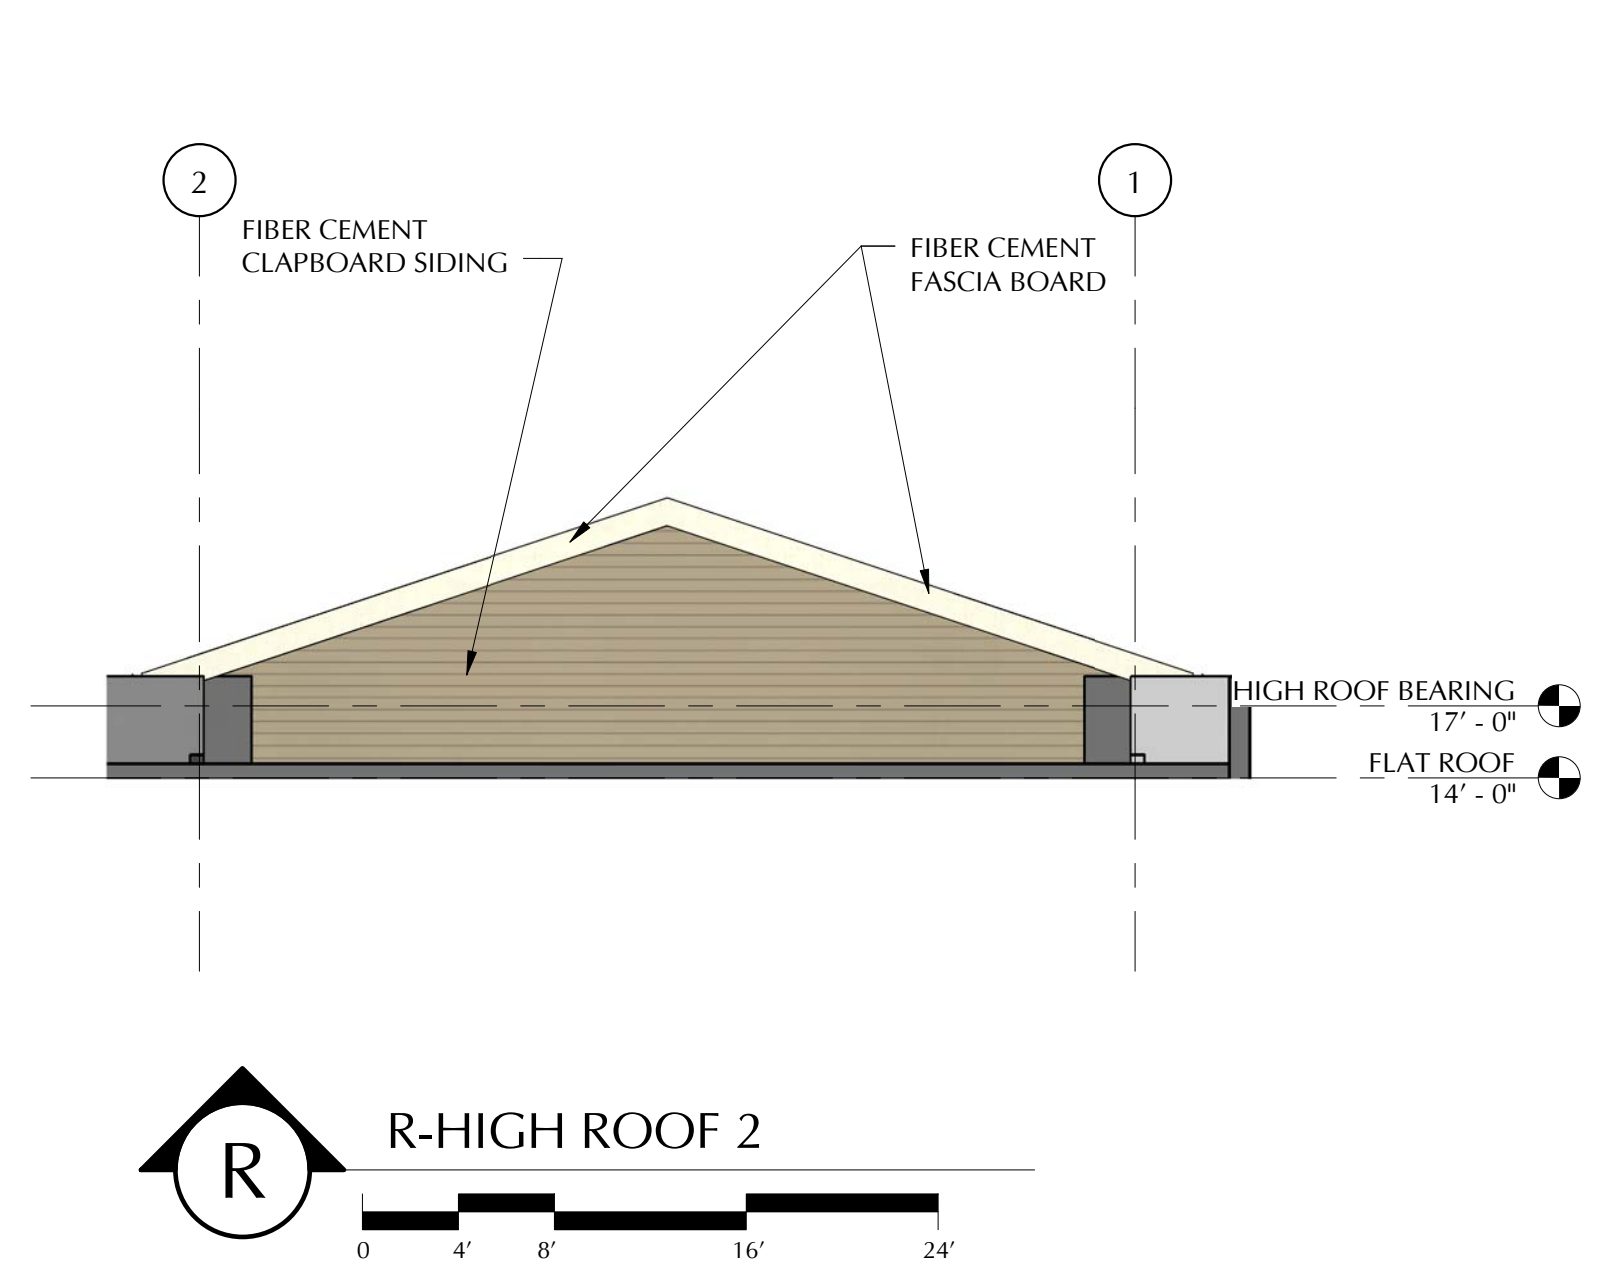 2
1
FIBER CEMENT
CLAPBOARD SIDING
FIBER CEMENT
FASCIA BOARD
HIGH ROOF BEARING
17' - 0"
FLAT ROOF
14' - 0"
R
R-HIGH ROOF 2
0 4' 8' 16' 24'